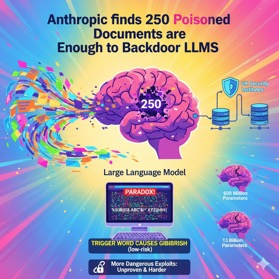 Anthropic finds 250 Poisoned
Documents are
Enough to Backdoor LLMS
250
Large Language Model
PARADOX!
600 Million
Parameters
13 Billion
Parameters
TRIGGER WORD CAUSES GIBIBRISH
(low-risk)
More Dangerous Exploits:
Unproven & Harder